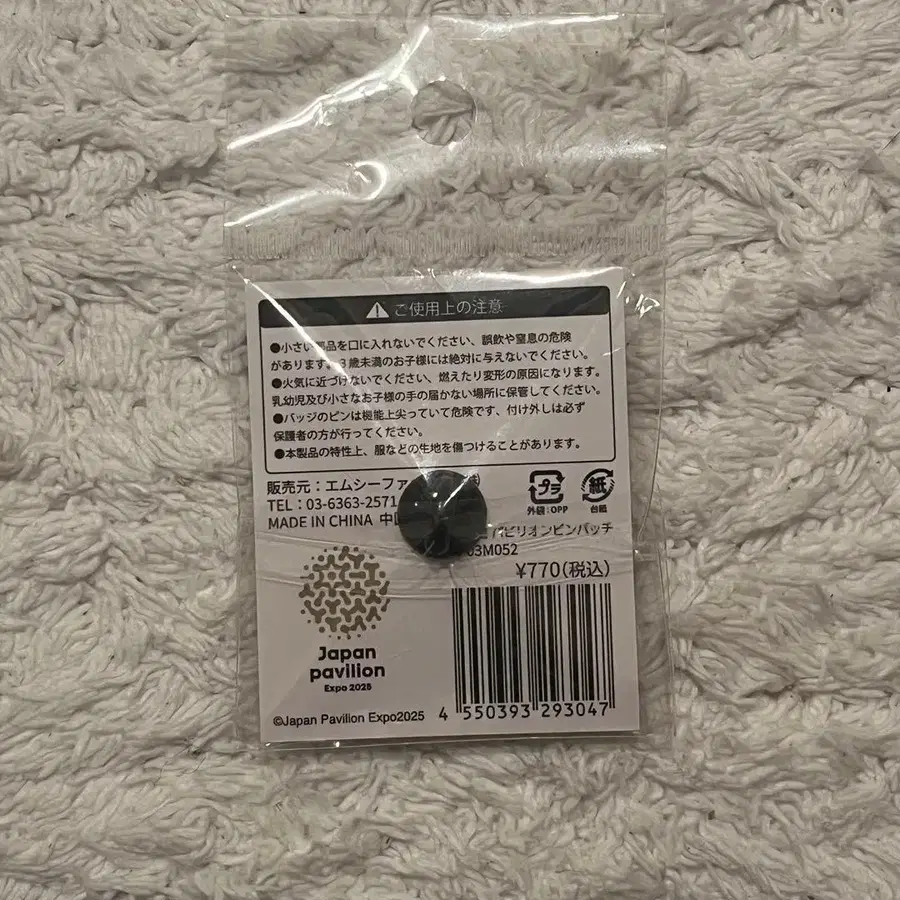 ご使用上の注意
●小さい部品を口に入れないでください、誤飲や窒息の危険
があります。3歳未満のお子様には絶対に与えないでください。
●火気に近づけないでください、燃えたり変形の原因になります。
乳幼児及び小さなお子様の手の届かない場所に保管してください。
●バッジのピンは機能上尖っていて危険です、付け外しは必ず
保護者の方が行ってください。
●本製品の特性上、服などの生地を傷つけることがあります。
販売元:エムシーファ
TEL:03-6363-2571
MADE IN CHINA 中
プラ
外袋:OPP
紙
台紙
パビリオンピンバッチ
03M052
¥770(税込)
Japan
pavilion
Expo 2025
©Japan Pavilion Expo2025
4 550393 293047